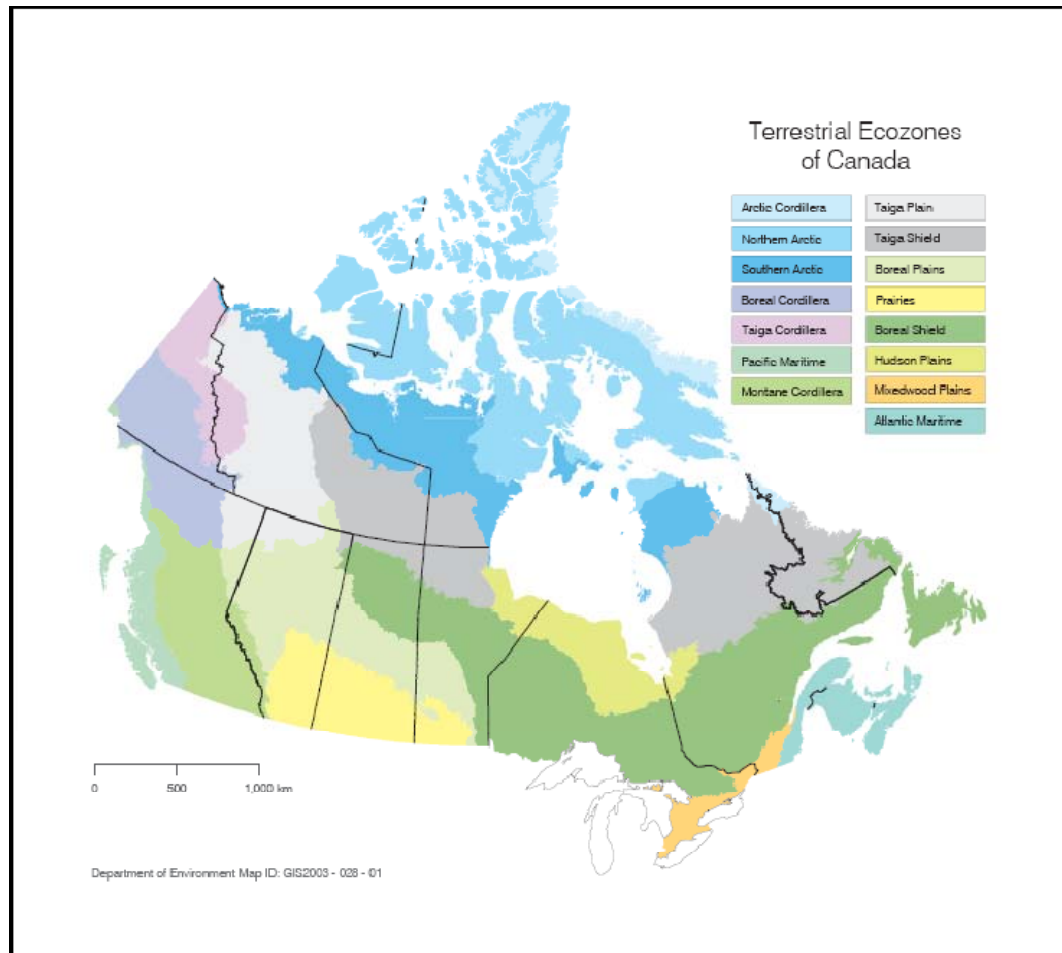 Terrestrial Ecozones
of Canada
Arctic Cordillera
Northern Arctic
Southern Arctic
Boreal Cordillera
Taiga Cordillera
Pacific Maritime
Montane Cordillera
Taiga Plain
Taiga Shield
Boreal Plains
Prairies
Boreal Shield
Hudson Plains
Mixedwood Plains
Atlantic Maritime
0 500 1,000 km
Department of Environment Map ID: GIS2003 - 028 - 01